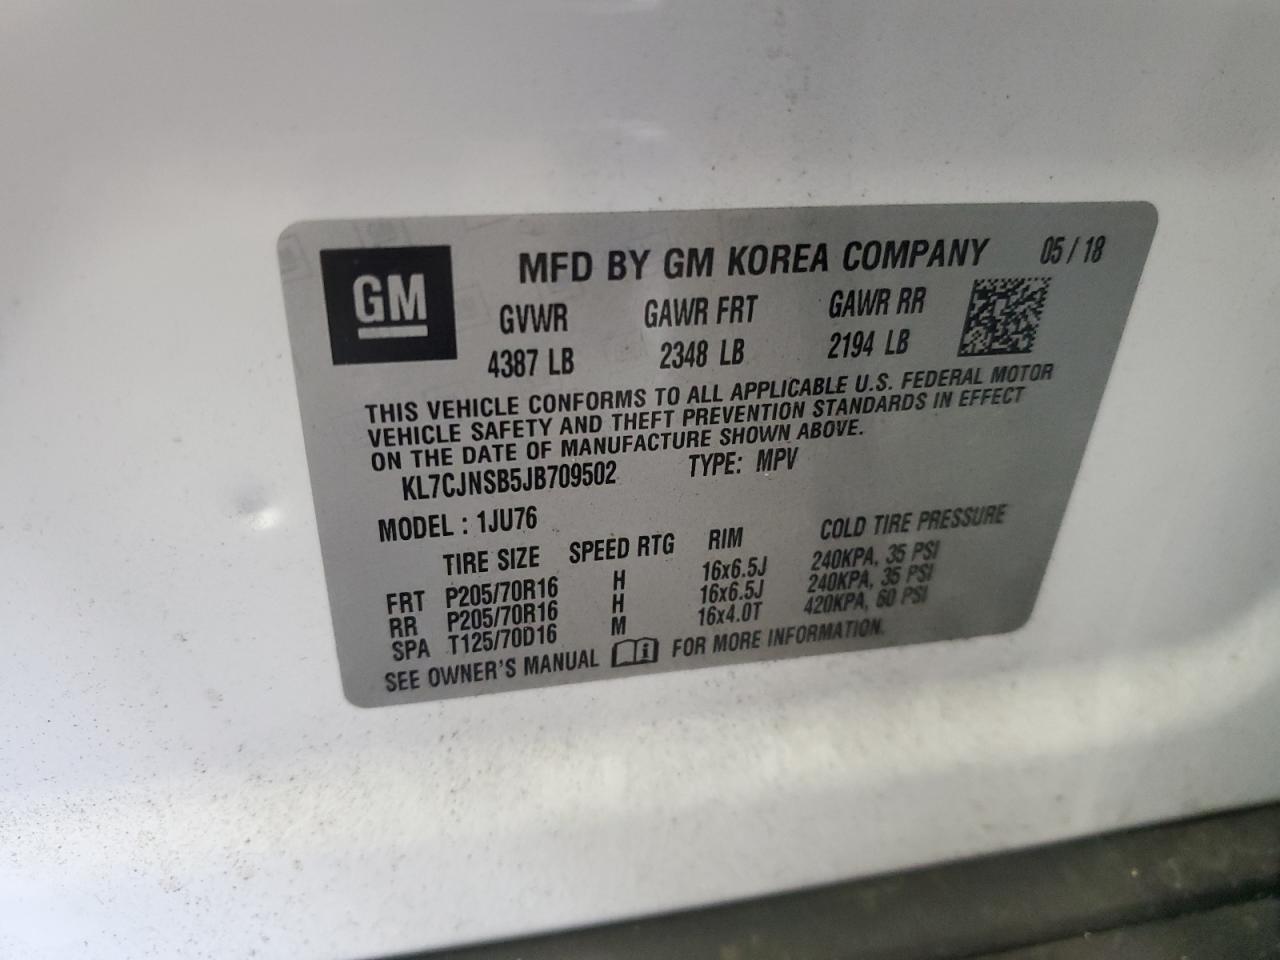 GM
MFD BY GM KOREA COMPANY 05/18
GVWR GAWR FRT GAWR RR
4387 LB 2348 LB 2194 LB
THIS VEHICLE CONFORMS TO ALL APPLICABLE U.S. FEDERAL MOTOR
VEHICLE SAFETY AND THEFT PREVENTION STANDARDS IN EFFECT
ON THE DATE OF MANUFACTURE SHOWN ABOVE.
KL7CJNSB5JB709502 TYPE: MPV
MODEL : 1JU76
TIRE SIZE SPEED RTG RIM COLD TIRE PRESSURE
FRT P205/70R16 H 16x6.5J 240KPA, 35 PSI
RR P205/70R16 H 16x6.5J 240KPA, 35 PSI
SPA T125/70D16 M 16x4.0T 420KPA, 60 PSI
SEE OWNER'S MANUAL i FOR MORE INFORMATION.